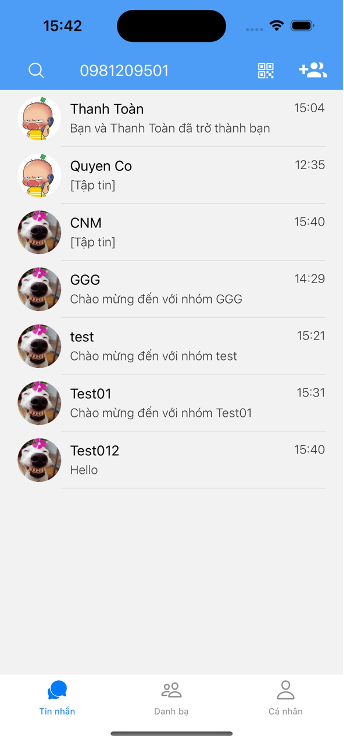 15:42
0981209501
Thanh Toàn 15:04
Bạn và Thanh Toàn đã trở thành bạn
Quyen Co 12:35
[Tập tin]
CNM 15:40
[Tập tin]
GGG 14:29
Chào mừng đến với nhóm GGG
test 15:21
Chào mừng đến với nhóm test
Test01 15:31
Chào mừng đến với nhóm Test01
Test012 15:40
Hello
Tin nhắn Danh bạ Cá nhân